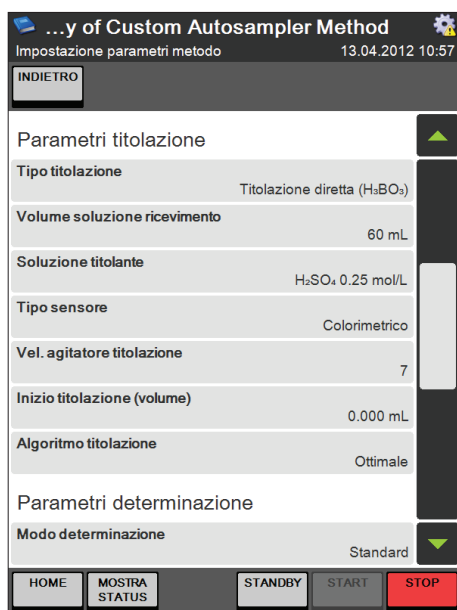 ...y of Custom Autosampler Method
Impostazione parametri metodo 13.04.2012 10:57
INDIETRO
Parametri titolazione
Tipo titolazione
Titolazione diretta (H₃BO₃)
Volume soluzione ricevimento
60 mL
Soluzione titolante
H₂SO₄ 0.25 mol/L
Tipo sensore
Colorimetrico
Vel. agitatore titolazione
7
Inizio titolazione (volume)
0.000 mL
Algoritmo titolazione
Ottimale
Parametri determinazione
Modo determinazione
Standard
HOME MOSTRA STATUS STANDBY START STOP